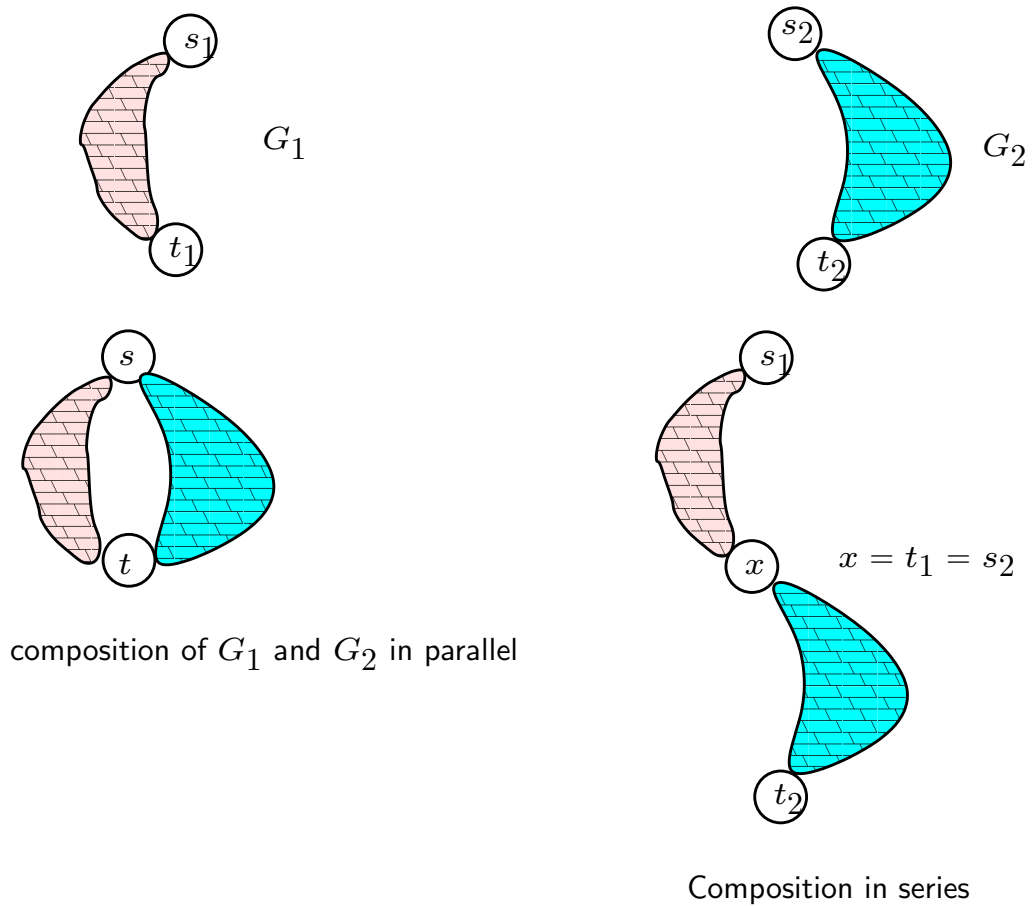 s₁
G₁
t₁
s₂
G₂
t₂
s
t
composition of G₁ and G₂ in parallel
s₁
x
x = t₁ = s₂
t₂
Composition in series